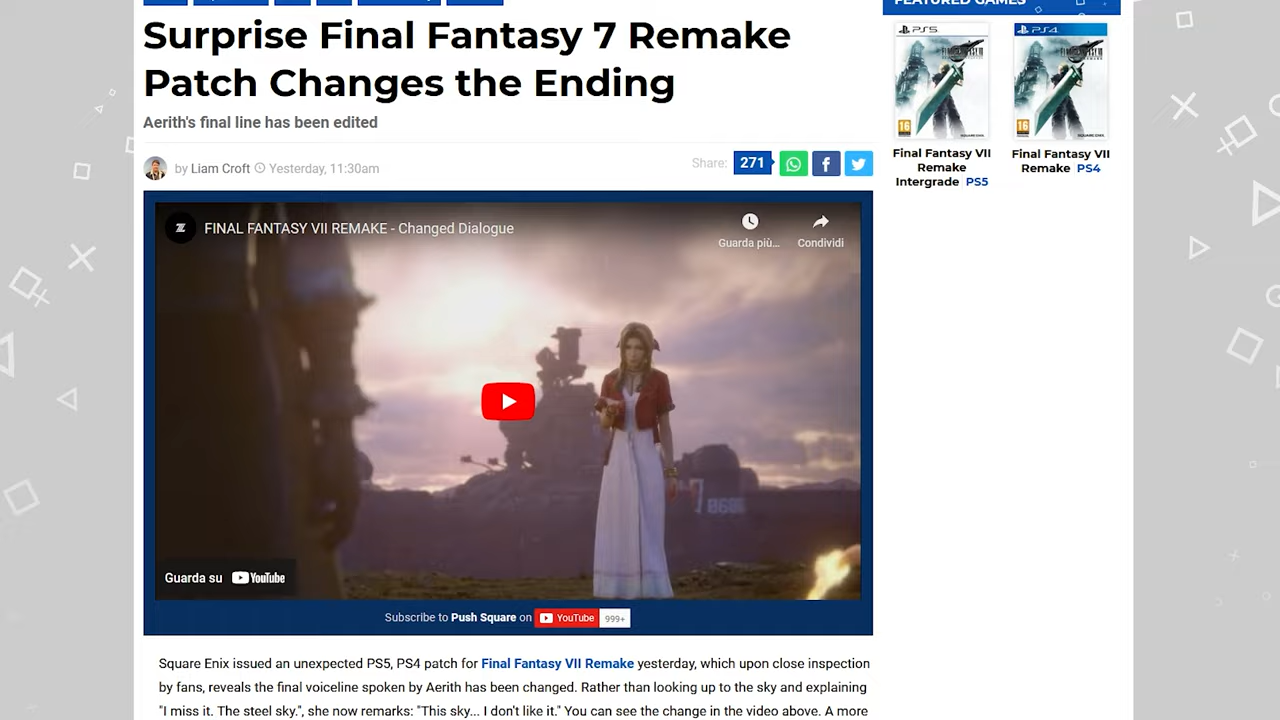 FEATURED GAMES
Surprise Final Fantasy 7 Remake
Patch Changes the Ending
Aerith's final line has been edited
by Liam Croft Yesterday, 11:30am
Share: 271
FINAL FANTASY VII REMAKE - Changed Dialogue
Guarda più... Condividi
Guarda su YouTube
Subscribe to Push Square on YouTube 999+
Square Enix issued an unexpected PS5, PS4 patch for Final Fantasy VII Remake yesterday, which upon close inspection
by fans, reveals the final voiceline spoken by Aerith has been changed. Rather than looking up to the sky and explaining
"I miss it. The steel sky.", she now remarks: "This sky... I don't like it." You can see the change in the video above. A more
PS5
16
SQUARE ENIX
Final Fantasy VII
Remake
Intergrade PS5
PS4
16
SQUARE ENIX
Final Fantasy VII
Remake PS4